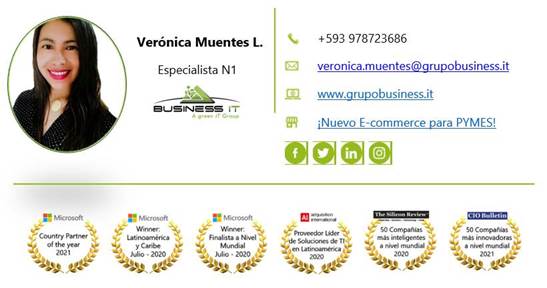 Verónica Muentes L.
Especialista N1
BUSINESS iT
A green IT Group
+593 978723686
veronica.muentes@grupobusiness.it
www.grupobusiness.it
¡Nuevo E-commerce para PYMES!
Microsoft
Country Partner
of the year
2021
Microsoft
Winner:
Latinoamérica
y Caribe
Julio - 2020
Microsoft
Winner:
Finalista a Nivel
Mundial
Julio - 2020
AI acquisition
international
Proveedor Líder
de Soluciones de TI
en Latinoamérica
2020
The Silicon Review
50 Compañías
más inteligentes
a nivel mundial
2020
CIO Bulletin
50 Compañías
más innovadoras
a nivel mundial
2021